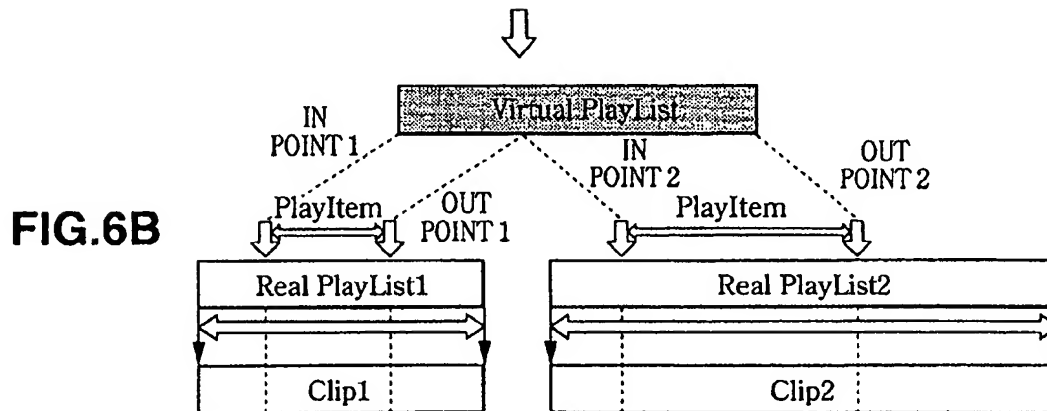 Virtual PlayList
IN
POINT 1
IN
POINT 2
OUT
POINT 2
FIG.6B
PlayItem
OUT
POINT 1
PlayItem
Real PlayList1
Real PlayList2
Clip1
Clip2